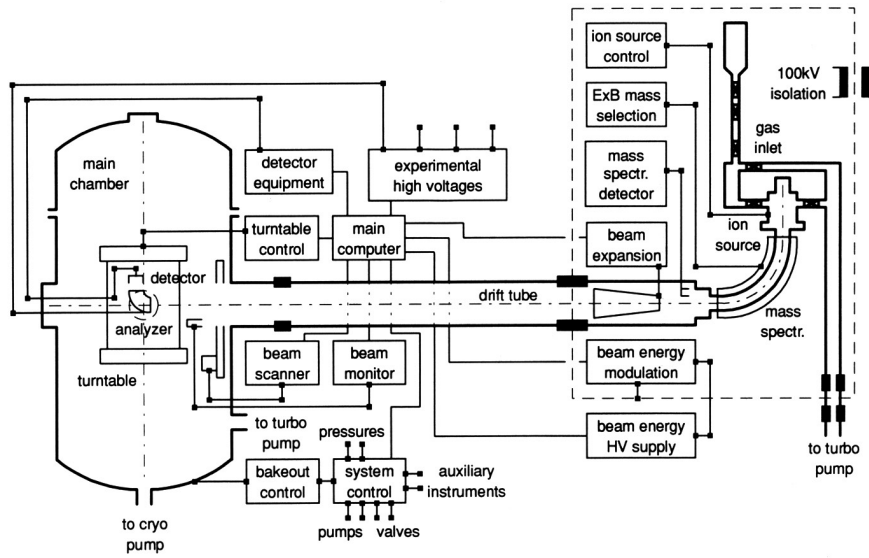 ion source
control
100kV
isolation
ExB mass
selection
gas
inlet
main
chamber
detector
equipment
experimental
high voltages
mass
spectr.
detector
turntable
control
main
computer
beam
expansion
ion
source
detector
drift tube
analyzer
mass
spectr.
turntable
beam
scanner
beam
monitor
beam energy
modulation
to turbo
pump
pressures
beam energy
HV supply
to turbo
pump
bakeout
control
system
control
auxiliary
instruments
to cryo
pump
pumps
valves